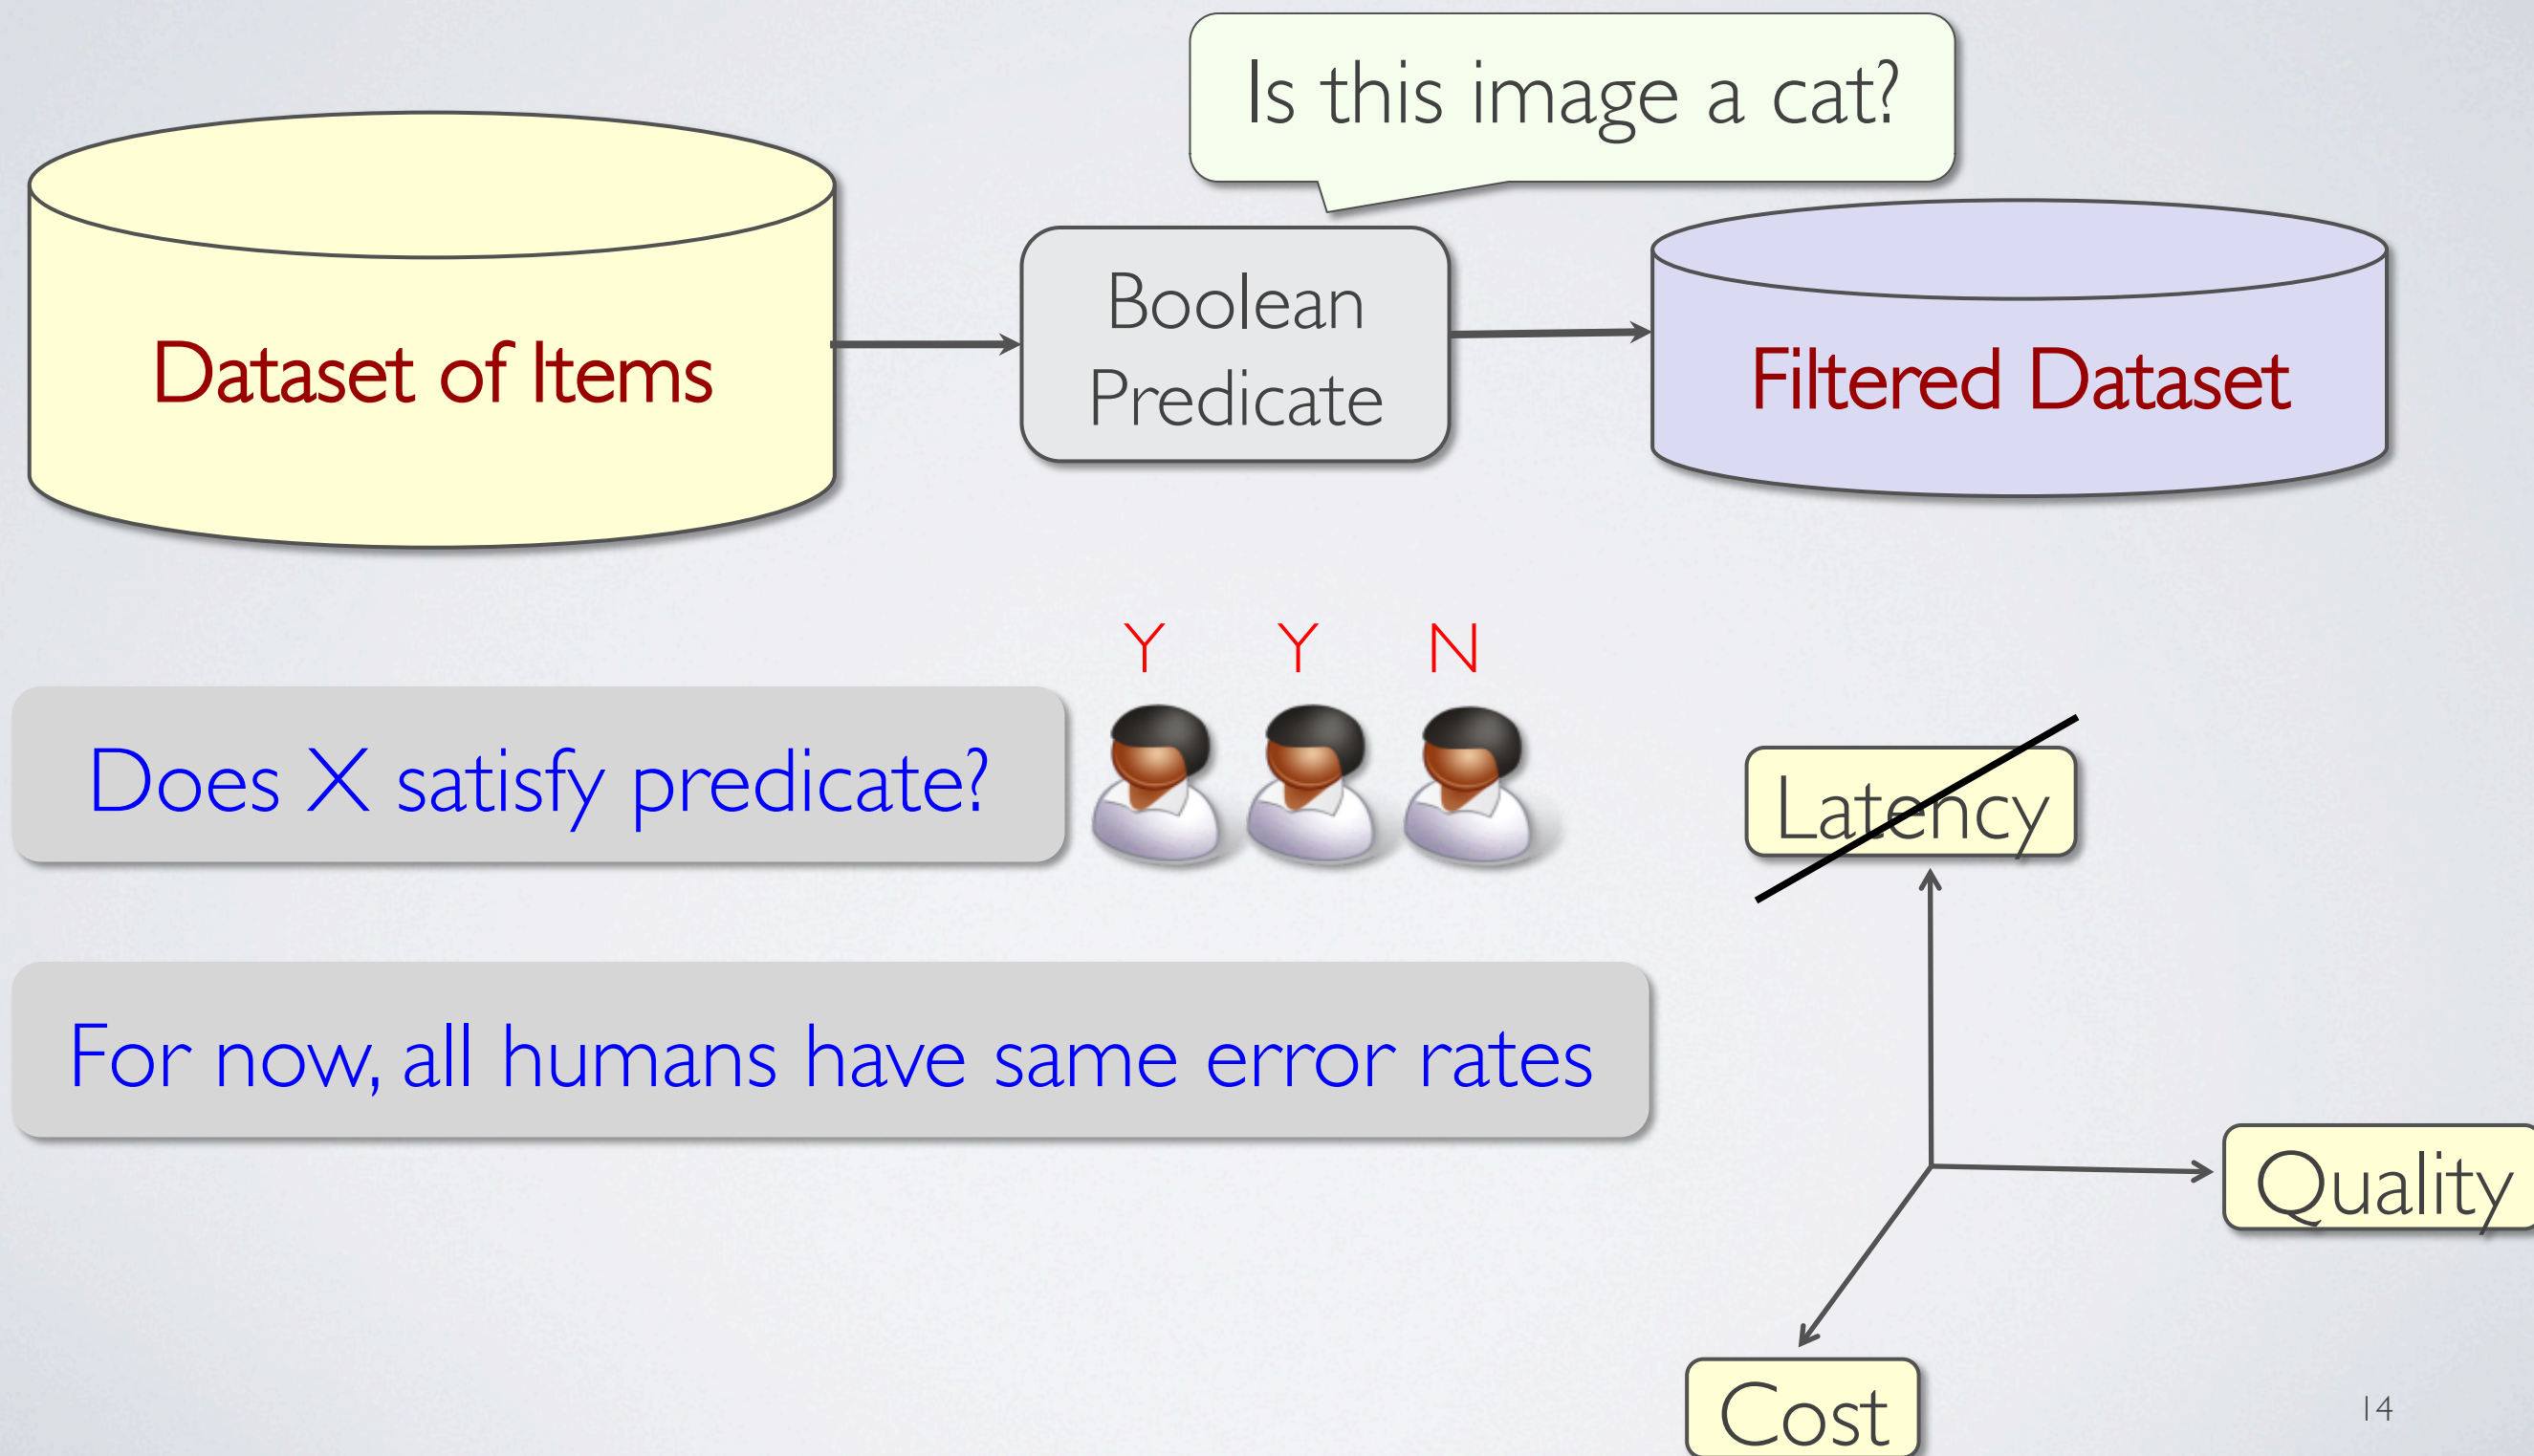 Is this image a cat?
Dataset of Items
Boolean
Predicate
Filtered Dataset
Y Y N
Does X satisfy predicate?
Latency
For now, all humans have same error rates
Quality
Cost
14